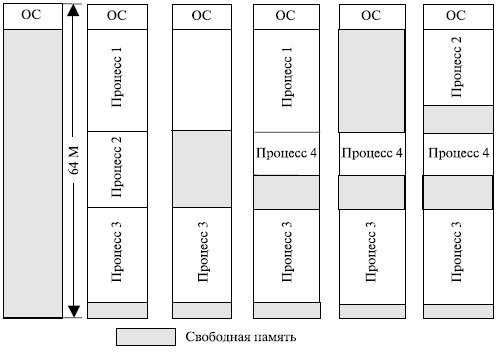 ОС
ОС
ОС
ОС
ОС
ОС
64 М
Процесс 1
Процесс 2
Процесс 3
Процесс 3
Процесс 1
Процесс 4
Процесс 3
Процесс 4
Процесс 3
Процесс 2
Процесс 4
Процесс 3
Свободная память